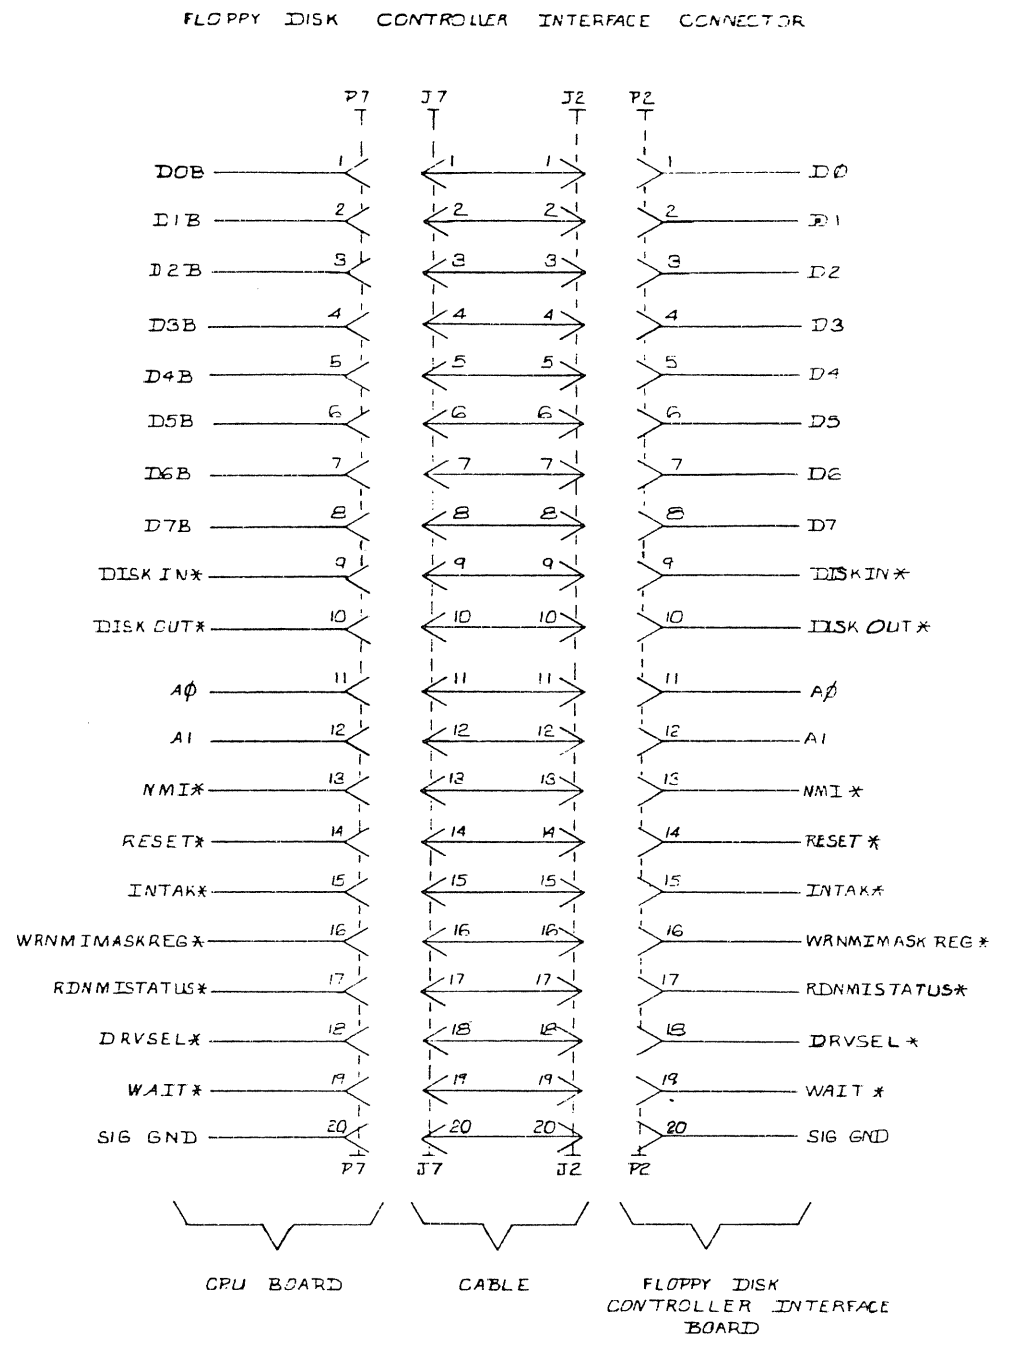 FLOPPY DISK CONTROLLER INTERFACE CONNECTOR
P7 J7 J2 P2
D0B 1 1 1 1 DØ
D1B 2 2 2 2 D1
D2B 3 3 3 3 D2
D3B 4 4 4 4 D3
D4B 5 5 5 5 D4
D5B 6 6 6 6 D5
D6B 7 7 7 7 D6
D7B 8 8 8 8 D7
DISK IN* 9 9 9 9 DISK IN*
DISK OUT* 10 10 10 10 DISK OUT*
AØ 11 11 11 11 AØ
A1 12 12 12 12 A1
NMI* 13 13 13 13 NMI*
RESET* 14 14 14 14 RESET*
INTAK* 15 15 15 15 INTAK*
WRNMIMASKREG* 16 16 16 16 WRNMIMASKREG*
RDNMISTATUS* 17 17 17 17 RDNMISTATUS*
DRVSEL* 18 18 18 18 DRVSEL*
WAIT* 19 19 19 19 WAIT*
SIG GND 20 20 20 20 SIG GND
P7 J7 J2 P2
CPU BOARD
CABLE
FLOPPY DISK
CONTROLLER INTERFACE
BOARD